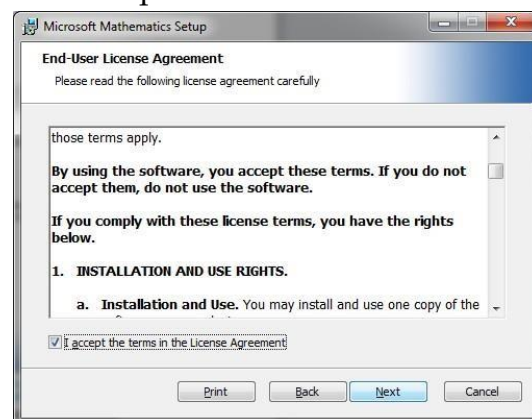 Microsoft Mathematics Setup
End-User License Agreement
Please read the following license agreement carefully
those terms apply.
By using the software, you accept these terms. If you do not
accept them, do not use the software.
If you comply with these license terms, you have the rights
below.
1. INSTALLATION AND USE RIGHTS.
a. Installation and Use. You may install and use one copy of the
I accept the terms in the License Agreement
Print Back Next Cancel